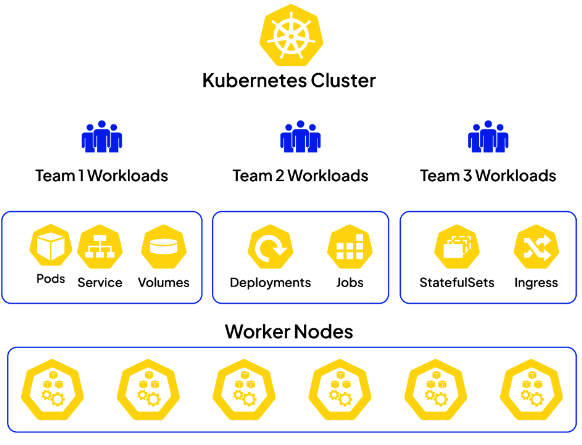 Kubernetes Cluster
Team 1 Workloads
Team 2 Workloads
Team 3 Workloads
Pods
Service
Volumes
Deployments
Jobs
StatefulSets
Ingress
Worker Nodes